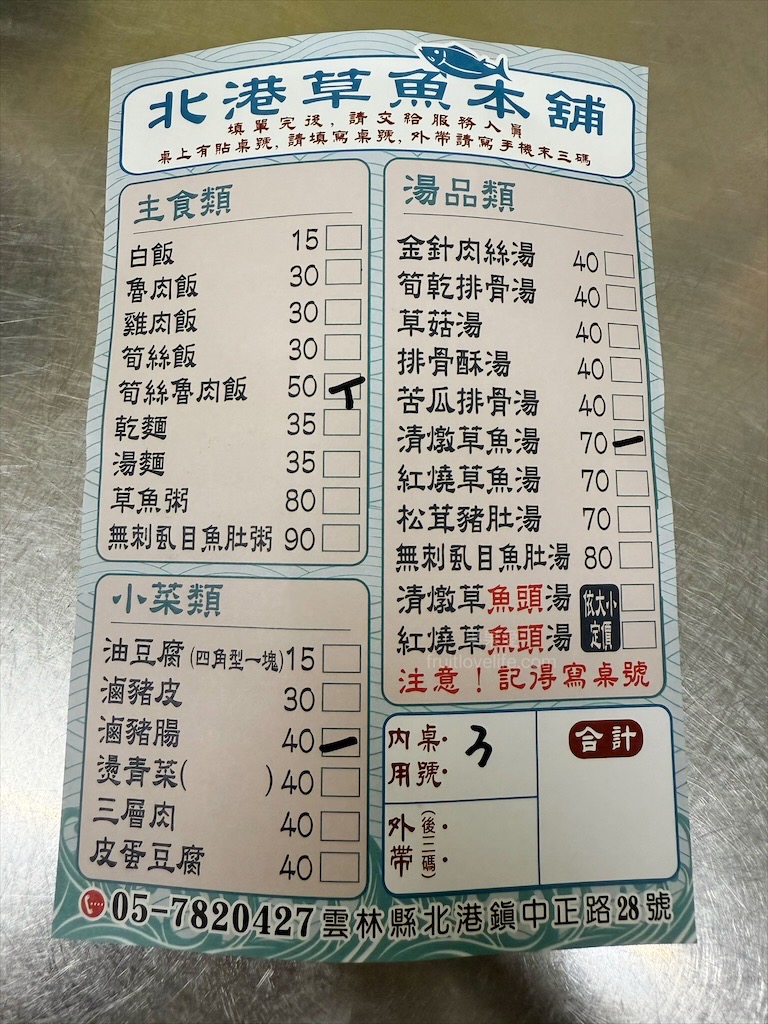 北港草魚本舖
填單完後，請交給服務人員
桌上有貼桌號，請填寫桌號，外帶請寫手機末三碼
主食類
白飯 15
魯肉飯 30
雞肉飯 30
筍絲飯 30
筍絲魯肉飯 50 丅
乾麵 35
湯麵 35
草魚粥 80
無刺虱目魚肚粥 90
小菜類
油豆腐(四角型一塊) 15
滷豬皮 30
滷豬腸 40 一
燙青菜( ) 40
三層肉 40
皮蛋豆腐 40
湯品類
金針肉絲湯 40
筍乾排骨湯 40
草菇湯 40
排骨酥湯 40
苦瓜排骨湯 40
清燉草魚湯 70 一
紅燒草魚湯 70
松茸豬肚湯 70
無刺虱目魚肚湯 80
清燉草魚頭湯 依大小
紅燒草魚頭湯 定價
fruitlovelife.com
注意！記得寫桌號
內用 桌號: 3
外帶 (後三碼):
合計
05-7820427 雲林縣北港鎮中正路28號